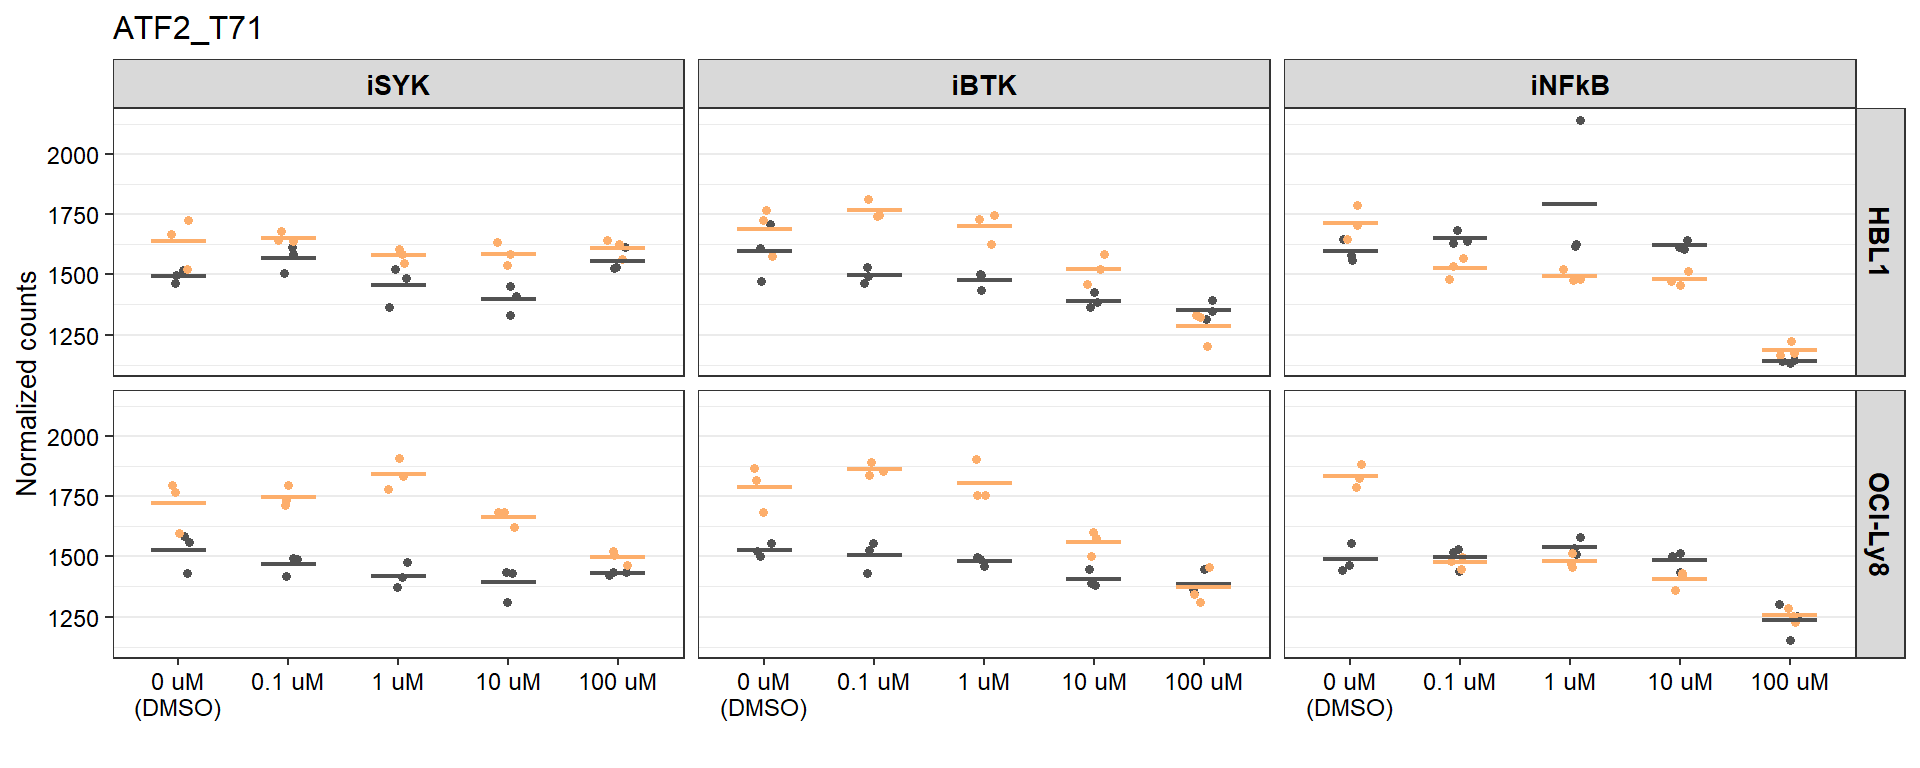 ATF2_T71
iSYK
iBTK
iNFkB
Normalized counts
2000
1750
1500
1250
HBL1
2000
1750
1500
1250
OCI-Ly8
0 uM
(DMSO)
0.1 uM
1 uM
10 uM
100 uM
0 uM
(DMSO)
0.1 uM
1 uM
10 uM
100 uM
0 uM
(DMSO)
0.1 uM
1 uM
10 uM
100 uM